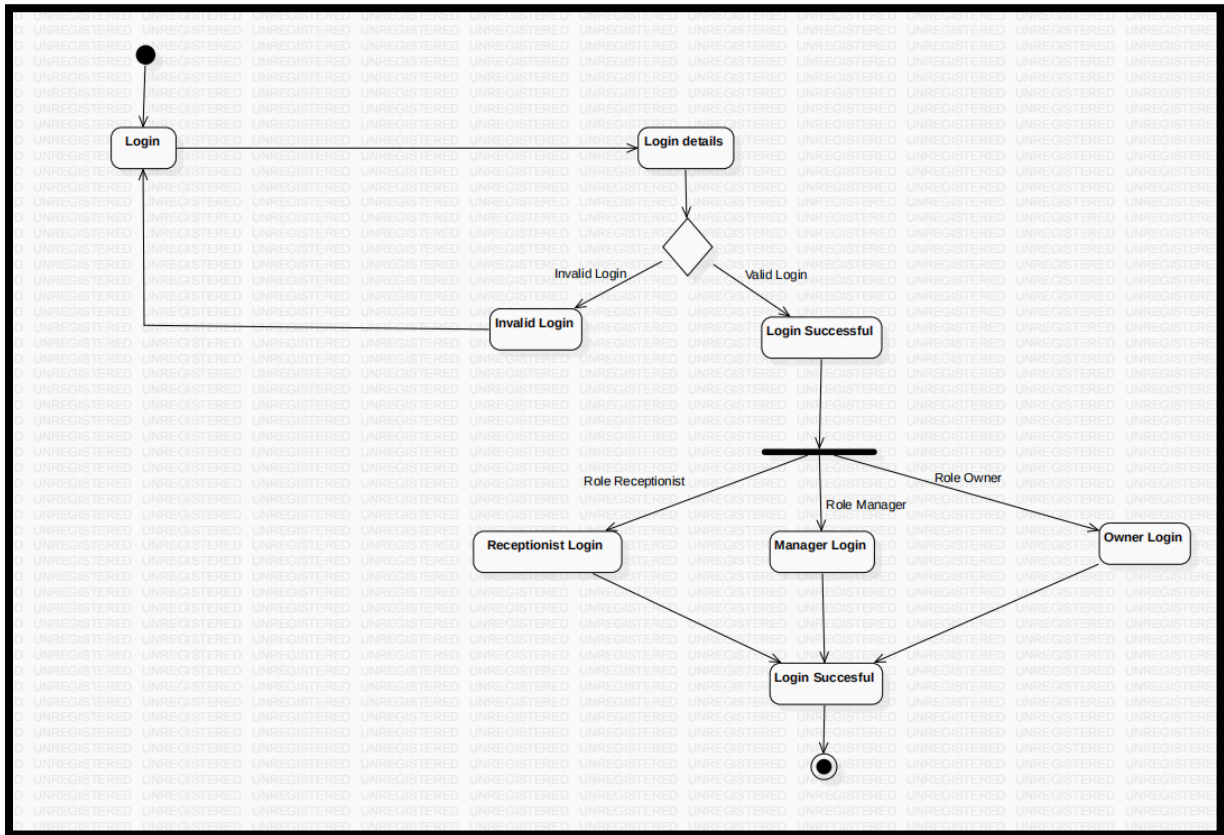 Login
Login details
Invalid Login
Valid Login
Invalid Login
Login Successful
Role Receptionist
Role Owner
Role Manager
Receptionist Login
Manager Login
Owner Login
Login Succesful
UNREGISTERED